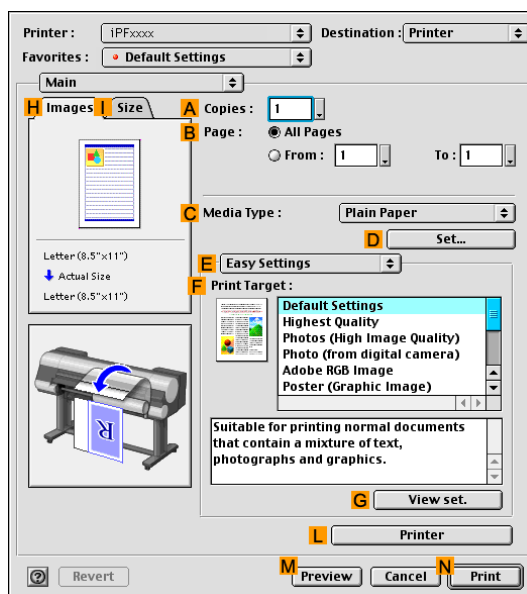 Printer : iPFxxxx Destination : Printer
Favorites : Default Settings
Main
H Images I Size
A Copies : 1
B Page : All Pages
From : 1 To : 1
C Media Type : Plain Paper
D Set...
Letter (8.5"x11")
Actual Size
Letter (8.5"x11")
E Easy Settings
F Print Target :
Default Settings
Highest Quality
Photos (High Image Quality)
Photo (from digital camera)
Adobe RGB Image
Poster (Graphic Image)
R
Suitable for printing normal documents
that contain a mixture of text,
photographs and graphics.
G View set.
L Printer
? Revert M Preview Cancel N Print